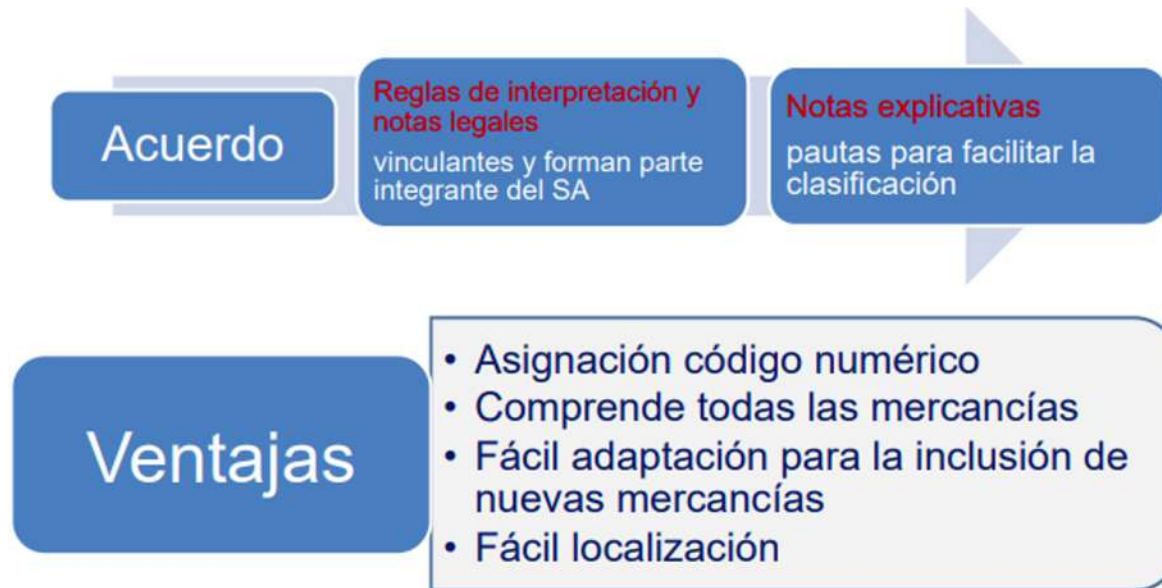 Acuerdo
Reglas de interpretación y
notas legales
vinculantes y forman parte
integrante del SA
Notas explicativas
pautas para facilitar la
clasificación
Ventajas
• Asignación código numérico
• Comprende todas las mercancías
• Fácil adaptación para la inclusión de
nuevas mercancías
• Fácil localización